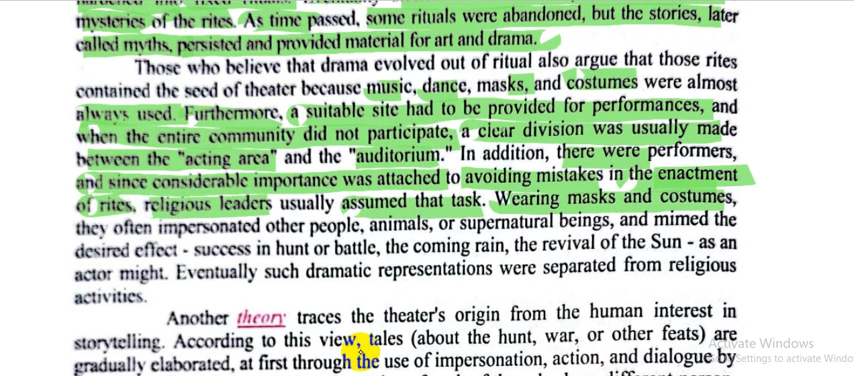 mysteries of the rites. As time passed, some rituals were abandoned, but the stories, later
called myths, persisted and provided material for art and drama.
Those who believe that drama evolved out of ritual also argue that those rites
contained the seed of theater because music, dance, masks, and costumes were almost
always used. Furthermore, a suitable site had to be provided for performances, and
when the entire community did not participate, a clear division was usually made
between the "acting area" and the "auditorium." In addition, there were performers,
and since considerable importance was attached to avoiding mistakes in the enactment
of rites, religious leaders usually assumed that task. Wearing masks and costumes,
they often impersonated other people, animals, or supernatural beings, and mimed the
desired effect - success in hunt or battle, the coming rain, the revival of the Sun - as an
actor might. Eventually such dramatic representations were separated from religious
activities.
Another theory traces the theater's origin from the human interest in
storytelling. According to this view, tales (about the hunt, war, or other feats) are
gradually elaborated, at first through the use of impersonation, action, and dialogue by
Activate Windows
Settings to activate Windo